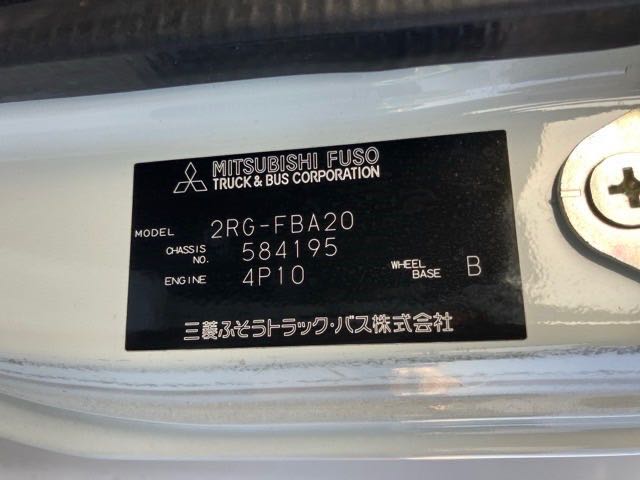 MITSUBISHI FUSO
TRUCK & BUS CORPORATION
MODEL 2RG-FBA20
CHASSIS NO. 584195
ENGINE 4P10 WHEEL BASE B
三菱ふそうトラック・バス株式会社